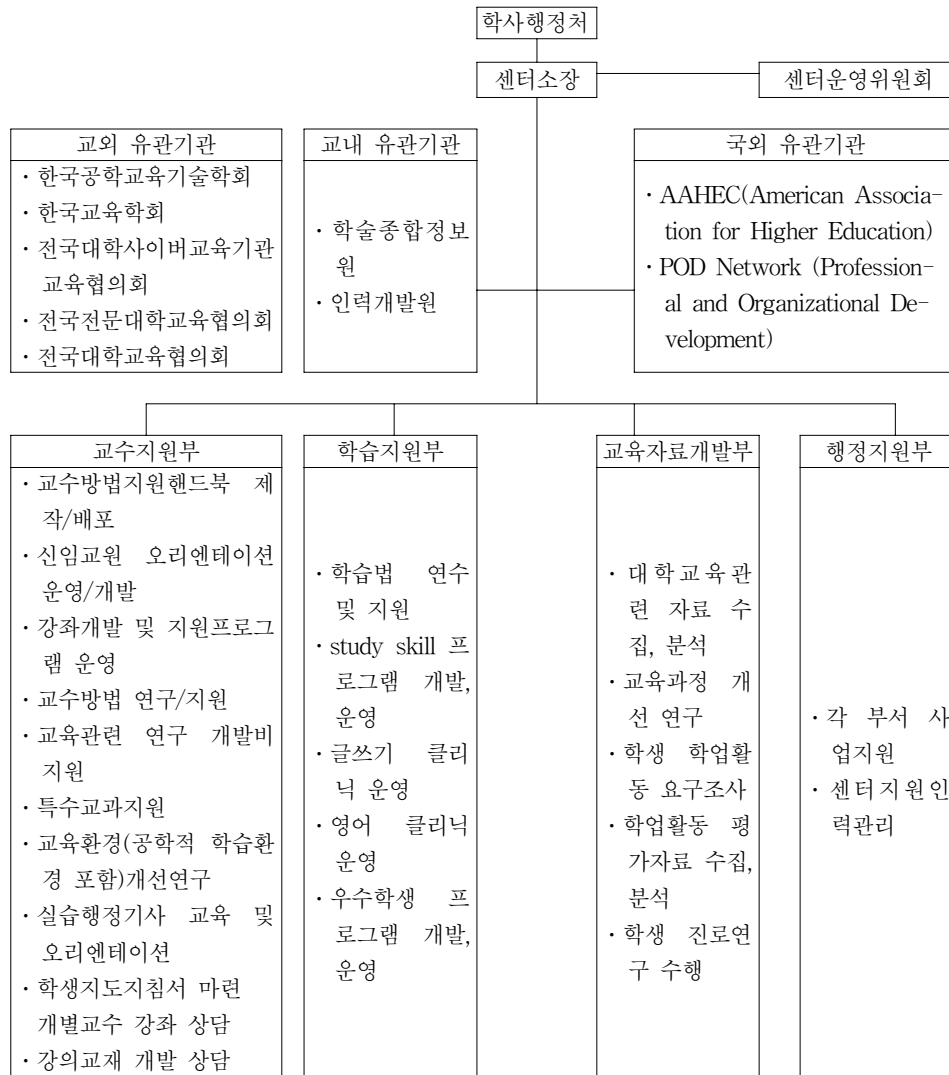 학사행정처
센터소장
센터운영위원회
교외 유관기관
· 한국공학교육기술학회
· 한국교육학회
· 전국대학사이버교육기관
교육협의회
· 전국전문대학교육협의회
· 전국대학교육협의회
교내 유관기관
· 학술종합정보
원
· 인력개발원
국외 유관기관
· AAHEC(American Associa-
tion for Higher Education)
· POD Network (Profession-
al and Organizational De-
velopment)
교수지원부
· 교수방법지원핸드북 제
작/배포
· 신임교원 오리엔테이션
운영/개발
· 강좌개발 및 지원프로그
램 운영
· 교수방법 연구/지원
· 교육관련 연구 개발비
지원
· 특수교과지원
· 교육환경(공학적 학습환
경 포함)개선연구
· 실습행정기사 교육 및
오리엔테이션
· 학생지도지침서 마련
개별교수 강좌 상담
· 강의교재 개발 상담
학습지원부
· 학습법 연수
및 지원
· study skill 프
로그램 개발,
운영
· 글쓰기 클리
닉 운영
· 영어 클리닉
운영
· 우수학생 프
로그램 개발,
운영
교육자료개발부
· 대학교육관
련 자료 수
집, 분석
· 교육과정 개
선 연구
· 학생 학업활
동 요구조사
· 학업활동 평
가자료 수집,
분석
· 학생 진로연
구 수행
행정지원부
· 각 부서 사
업지원
· 센터지원인
력관리